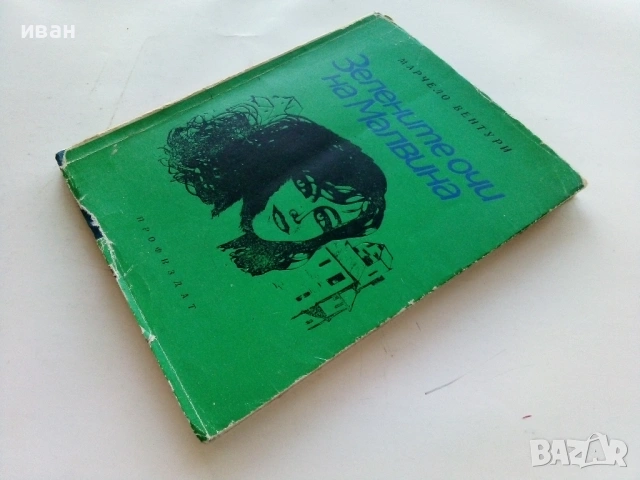 иван
МАРЧЕЛО ВЕНТУРИ
Зелените очи
на Малвина
ПРОФИЗДАТ
BAZAR